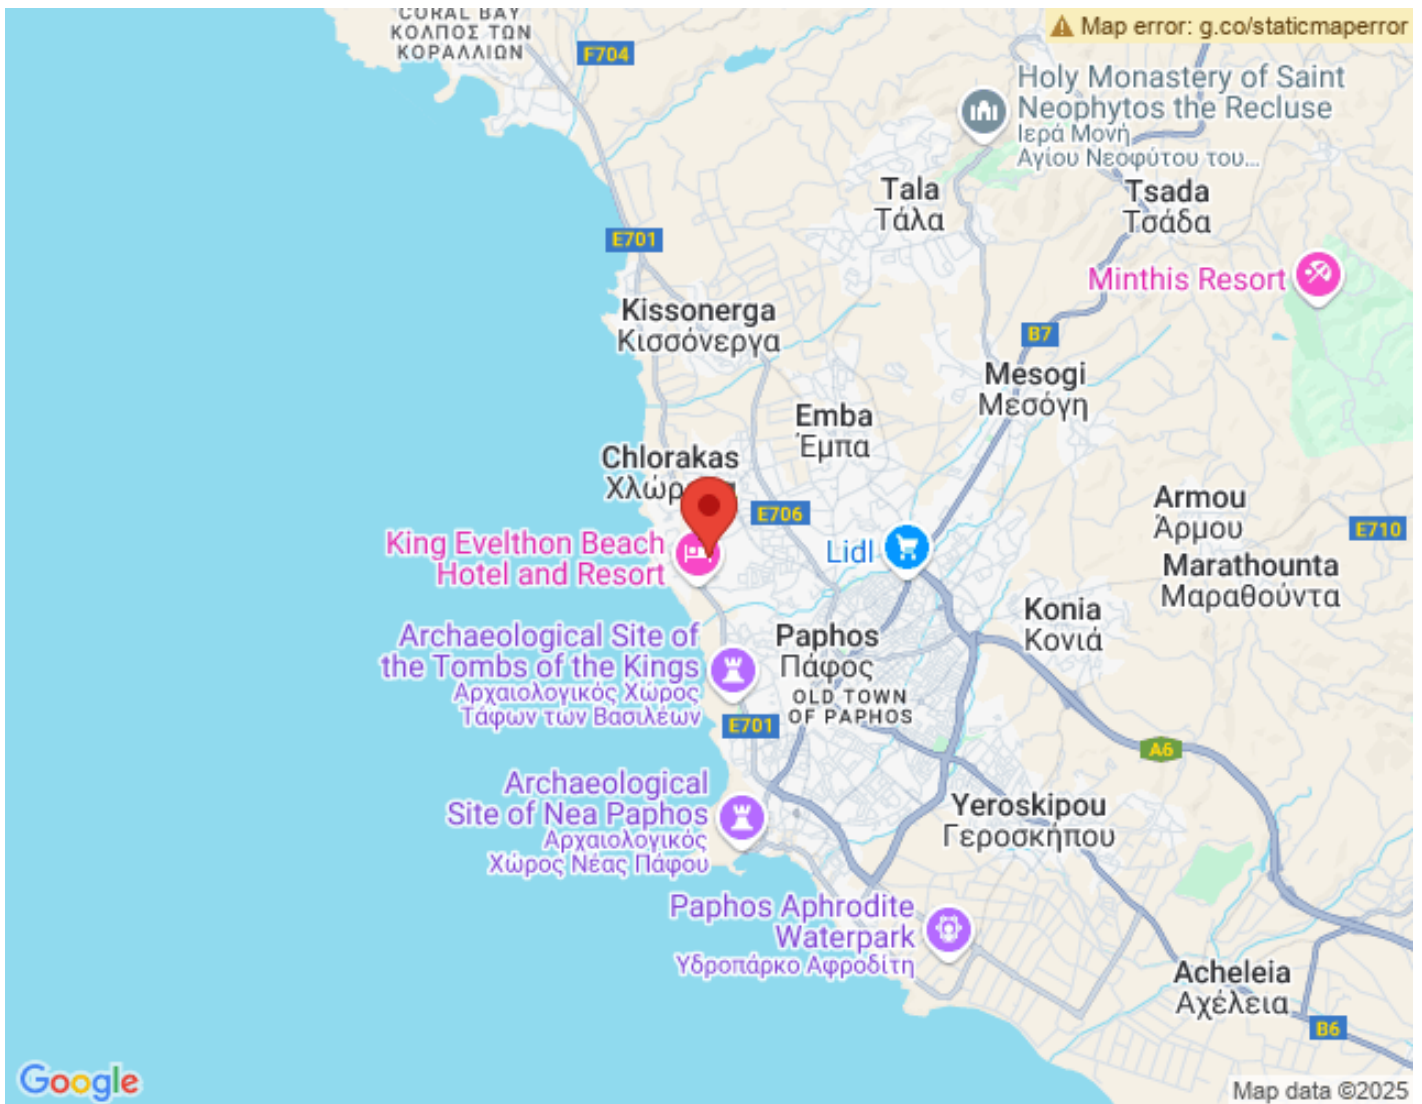 CORAL BAY
ΚΟΛΠΟΣ ΤΩΝ
ΚΟΡΑΛΛΙΩΝ
F704
Map error: g.co/staticmaperror
Holy Monastery of Saint
Neophytos the Recluse
Ιερά Μονή
Αγίου Νεοφύτου του...
Tala
Τάλα
Tsada
Τσάδα
E701
Minthis Resort
Kissonerga
Κισσόνεργα
B7
Mesogi
Μεσόγη
Emba
Έμπα
Chlorakas
E706
Armou
Άρμου
E710
King Evelthon Beach
Hotel and Resort
Lidl
Marathounta
Μαραθούντα
Konia
Κονιά
Archaeological Site of
the Tombs of the Kings
Αρχαιολογικός Χώρος
Τάφων των Βασιλέων
Paphos
Πάφος
OLD TOWN
OF PAPHOS
E701
A6
Archaeological
Site of Nea Paphos
Αρχαιολογικός
Χώρος Νέας Πάφου
Yeroskipou
Γεροσκήπου
Paphos Aphrodite
Waterpark
Υδροπάρκο Αφροδίτη
Acheleia
Αχέλεια
B6
Google
Map data ©2025